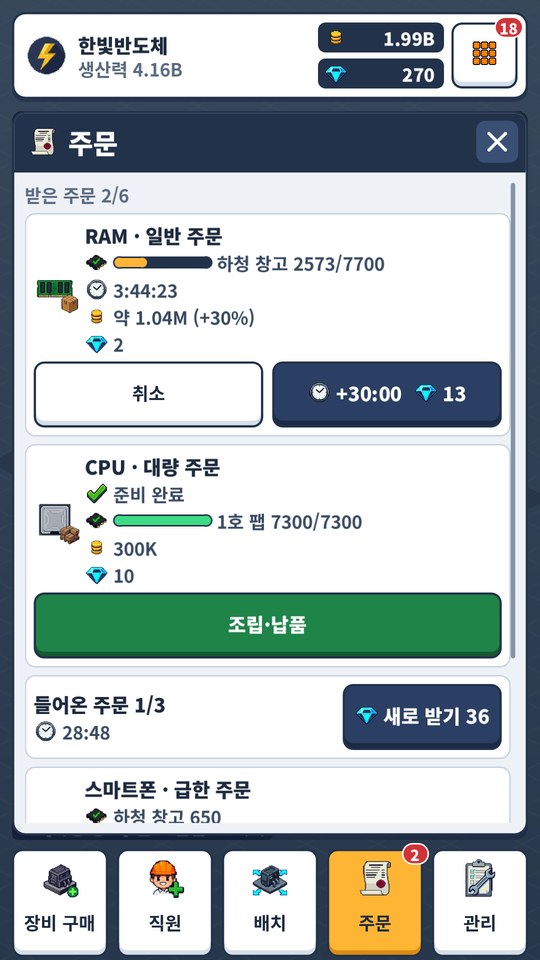 한빛반도체
생산력 4.16B
1.99B
270
18
주문
받은 주문 2/6
RAM · 일반 주문
하청 창고 2573/7700
3:44:23
약 1.04M (+30%)
2
취소
+30:00 13
CPU · 대량 주문
준비 완료
1호 팹 7300/7300
300K
10
조립·납품
들어온 주문 1/3
28:48
새로 받기 36
스마트폰 · 급한 주문
하청 창고 650
장비 구매
직원
배치
주문
2
관리